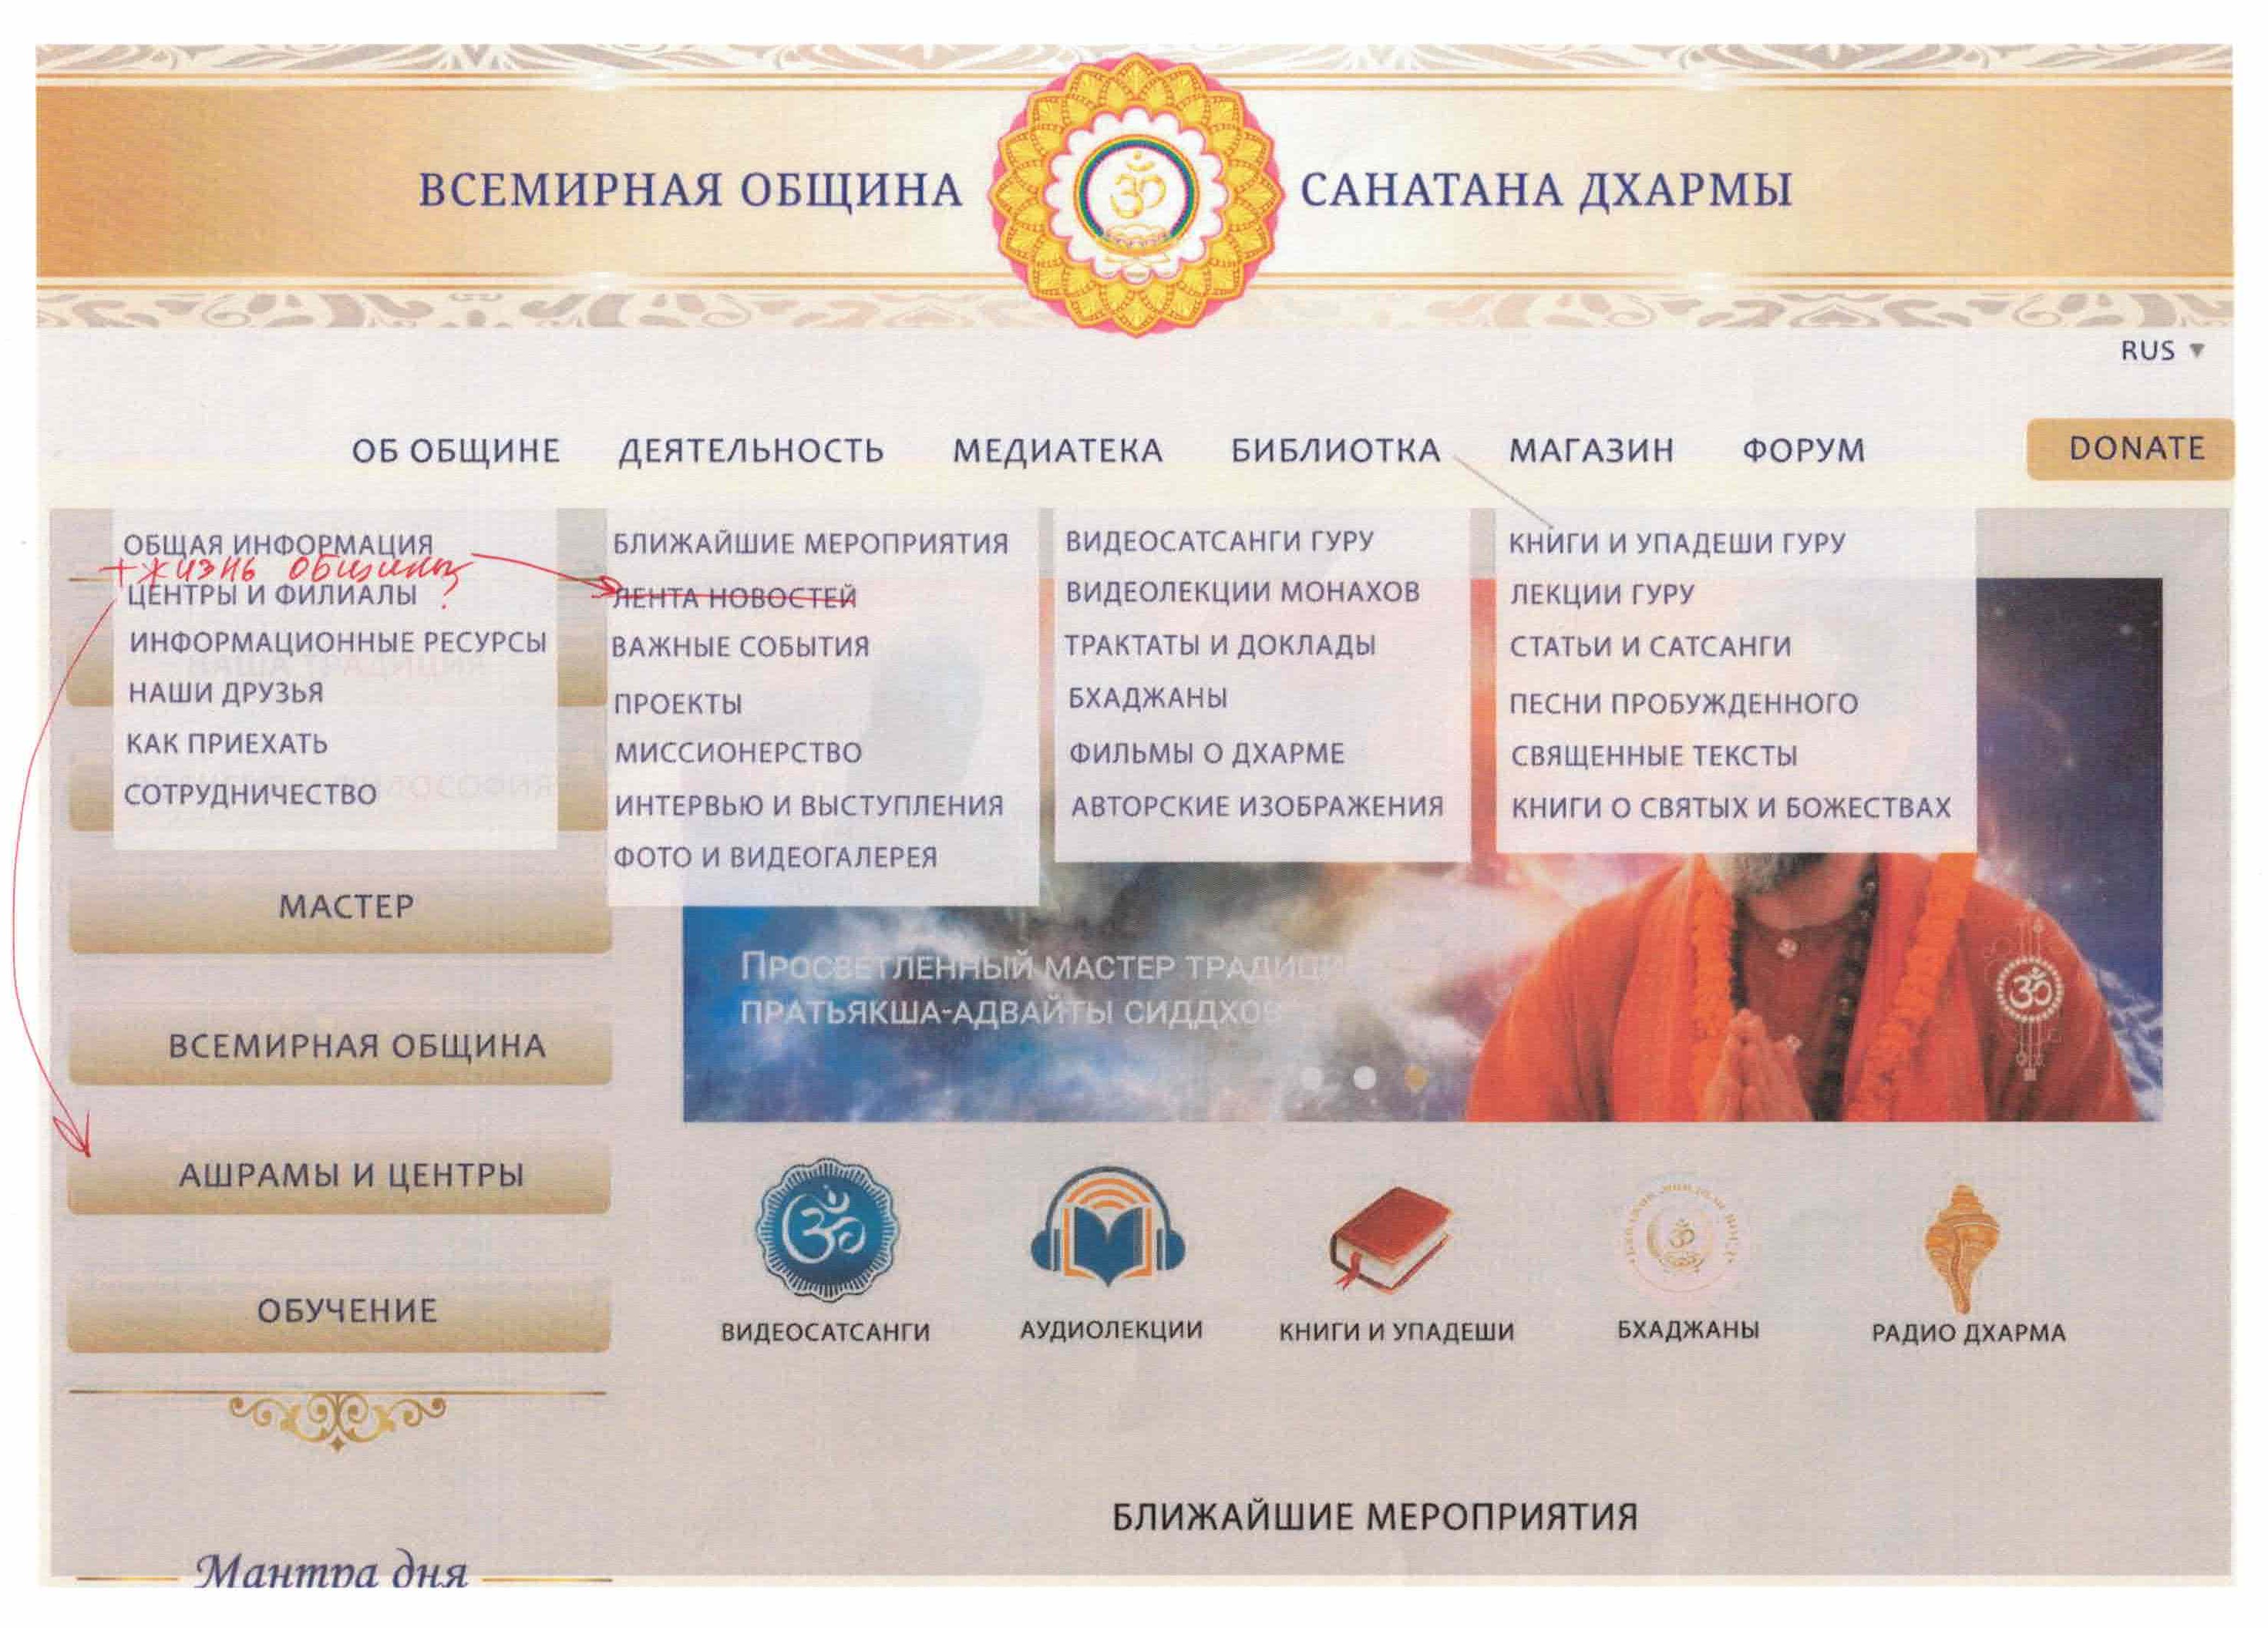 ВСЕМИРНАЯ ОБЩИНА САНАТАНА ДХАРМЫ
RUS
ОБ ОБЩИНЕ ДЕЯТЕЛЬНОСТЬ МЕДИАТЕКА БИБЛИОТКА МАГАЗИН ФОРУМ DONATE
ОБЩАЯ ИНФОРМАЦИЯ
+ жизнь общины
ЦЕНТРЫ И ФИЛИАЛЫ ?
ИНФОРМАЦИОННЫЕ РЕСУРСЫ
НАША ТРАДИЦИЯ
НАШИ ДРУЗЬЯ
КАК ПРИЕХАТЬ
ФИЛОСОФИЯ
СОТРУДНИЧЕСТВО
БЛИЖАЙШИЕ МЕРОПРИЯТИЯ
ЛЕНТА НОВОСТЕЙ
ВАЖНЫЕ СОБЫТИЯ
ПРОЕКТЫ
МИССИОНЕРСТВО
ИНТЕРВЬЮ И ВЫСТУПЛЕНИЯ
ФОТО И ВИДЕОГАЛЕРЕЯ
ВИДЕОСАТСАНГИ ГУРУ
ВИДЕОЛЕКЦИИ МОНАХОВ
ТРАКТАТЫ И ДОКЛАДЫ
БХАДЖАНЫ
ФИЛЬМЫ О ДХАРМЕ
АВТОРСКИЕ ИЗОБРАЖЕНИЯ
КНИГИ И УПАДЕШИ ГУРУ
ЛЕКЦИИ ГУРУ
СТАТЬИ И САТСАНГИ
ПЕСНИ ПРОБУЖДЕННОГО
СВЯЩЕННЫЕ ТЕКСТЫ
КНИГИ О СВЯТЫХ И БОЖЕСТВАХ
МАСТЕР
ВСЕМИРНАЯ ОБЩИНА
АШРАМЫ И ЦЕНТРЫ
ОБУЧЕНИЕ
ПРОСВЕТЛЕННЫЙ МАСТЕР ТРАДИЦИ
ПРАТЬЯКША-АДВАЙТЫ СИДДХОВ
ВИДЕОСАТСАНГИ АУДИОЛЕКЦИИ КНИГИ И УПАДЕШИ БХАДЖАНЫ РАДИО ДХАРМА
БЛИЖАЙШИЕ МЕРОПРИЯТИЯ
Мантра дня